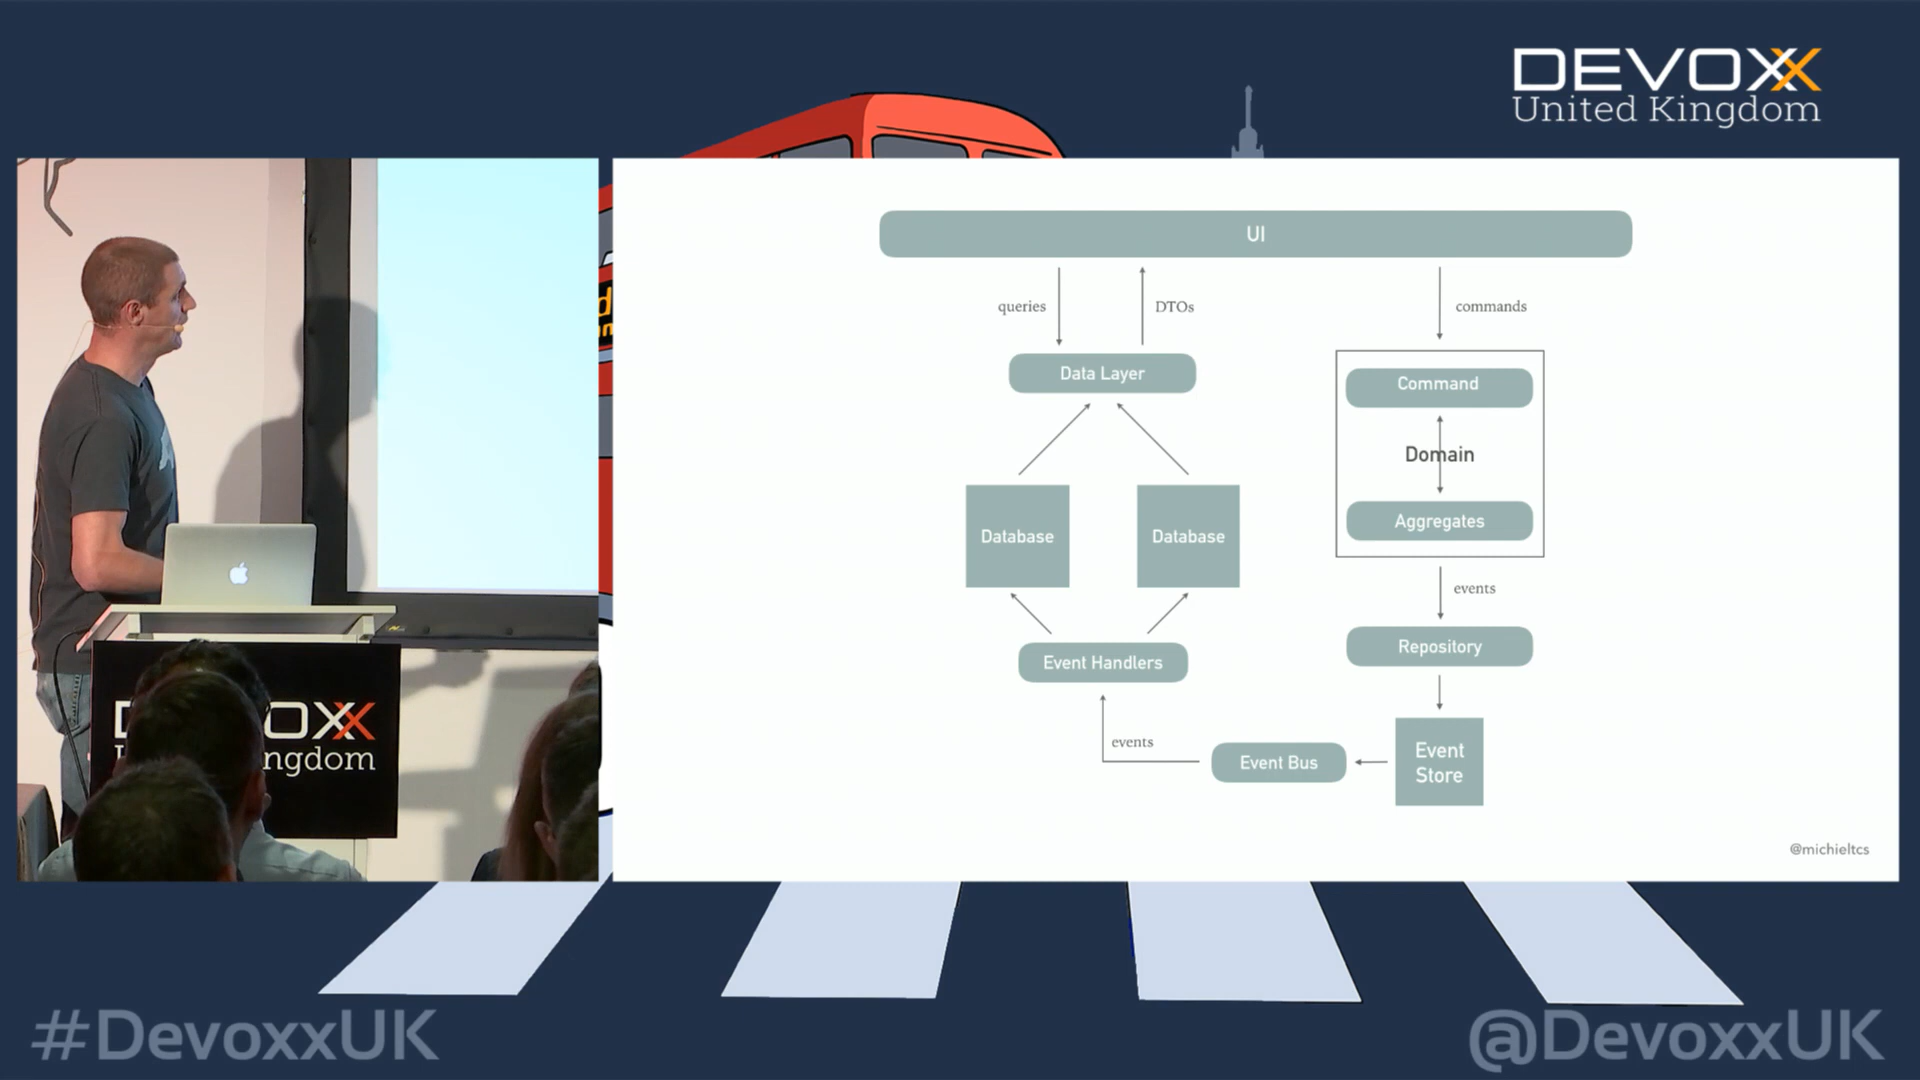 DEVOXX
United Kingdom
UI
queries
DTOs
commands
Data Layer
Command
Domain
Database
Database
Aggregates
events
Event Handlers
Repository
events
Event Bus
Event
Store
@michieltcs
OXX
ngdom
#DevoxxUK
@DevoxxUK